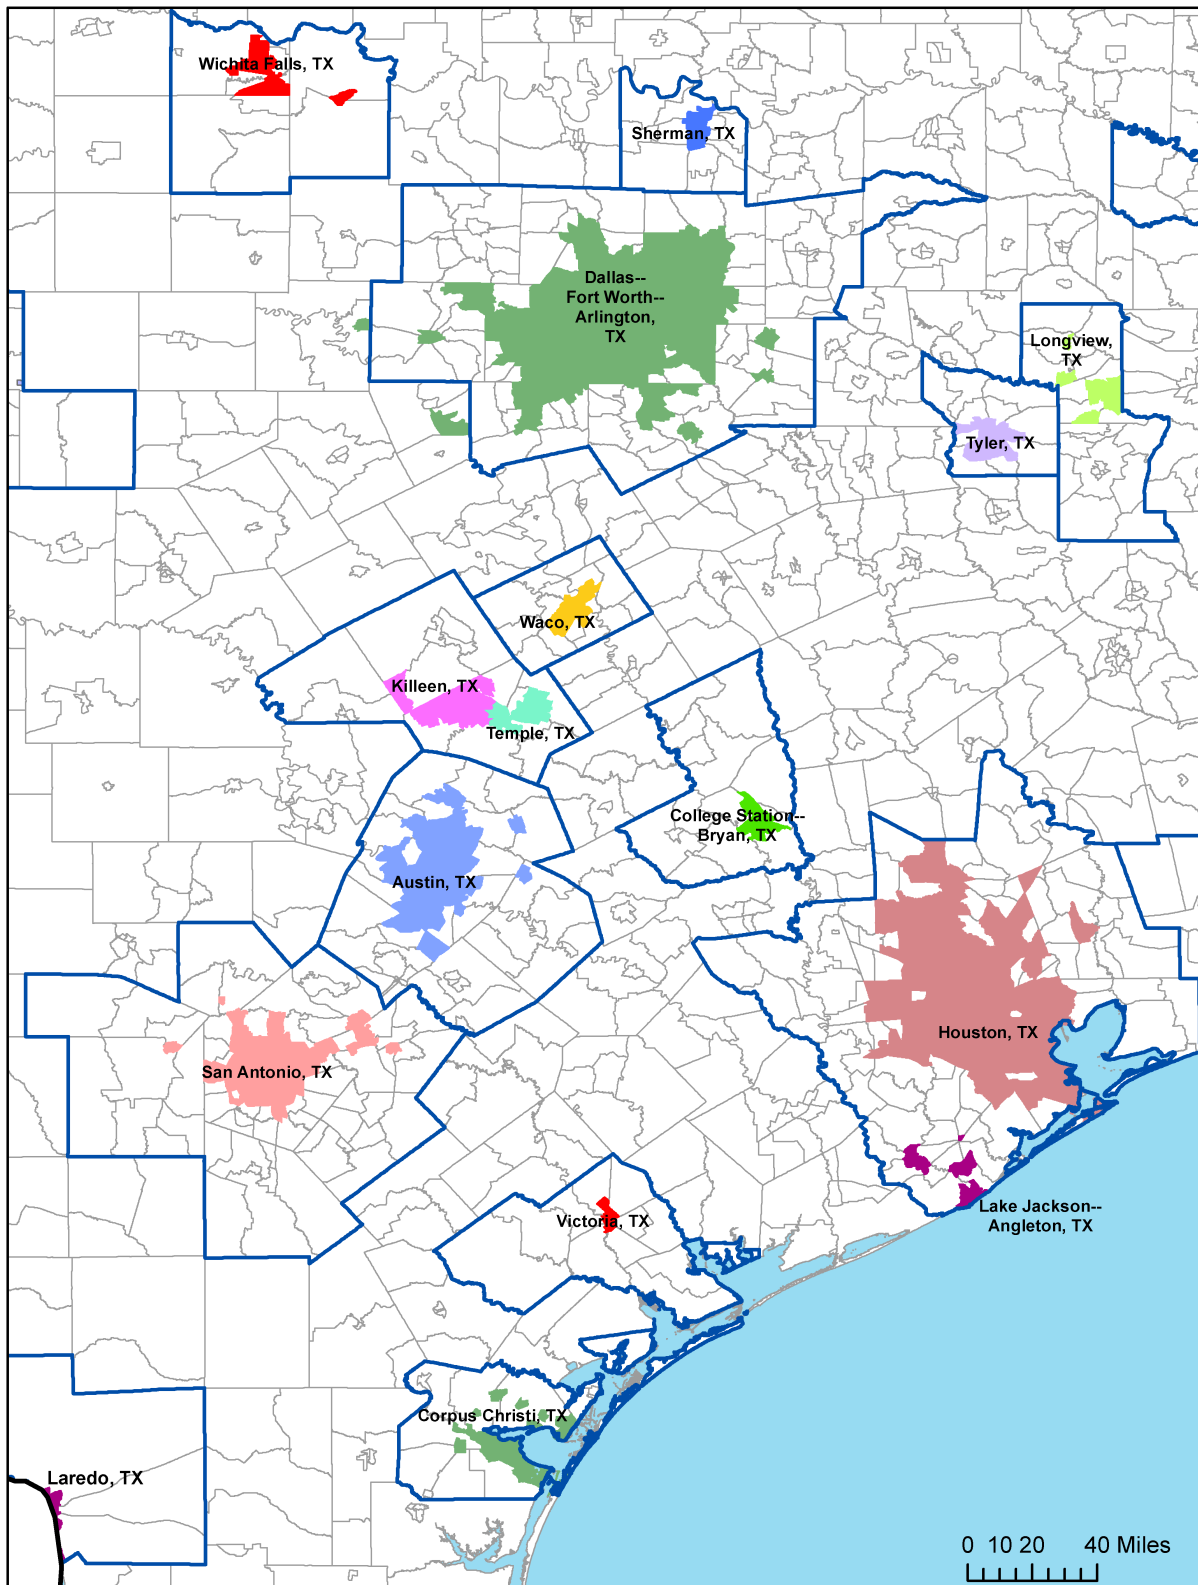 Wichita Falls, TX
Sherman, TX
Dallas--
Fort Worth--
Arlington,
TX
Longview,
TX
Tyler, TX
Waco, TX
Killeen, TX
Temple, TX
College Station--
Bryan, TX
Austin, TX
Houston, TX
San Antonio, TX
Lake Jackson--
Angleton, TX
Victoria, TX
Corpus Christi, TX
Laredo, TX
0 10 20 40 Miles